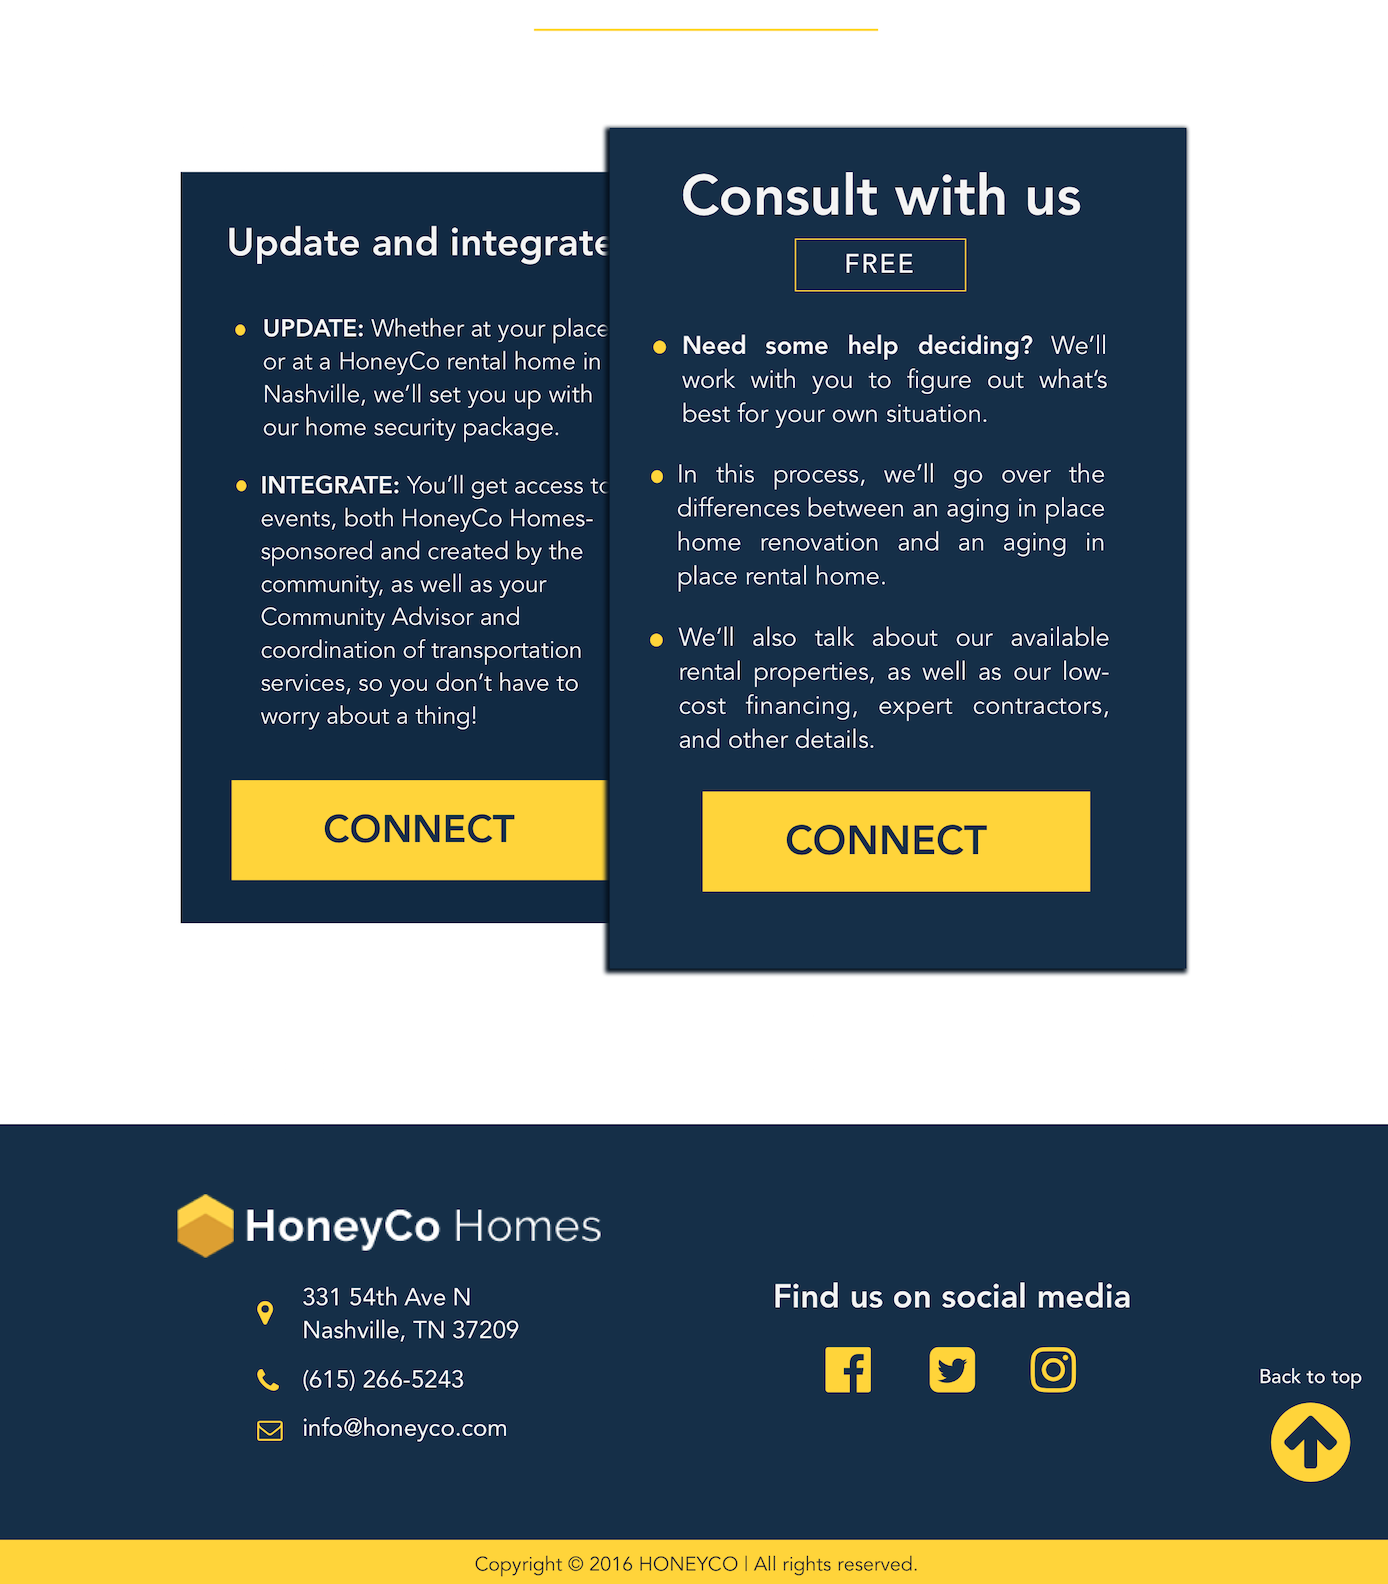 Update and integrate
UPDATE: Whether at your place
or at a HoneyCo rental home in
Nashville, we’ll set you up with
our home security package.
INTEGRATE: You’ll get access to
events, both HoneyCo Homes-
sponsored and created by the
community, as well as your
Community Advisor and
coordination of transportation
services, so you don’t have to
worry about a thing!
CONNECT
Consult with us
FREE
Need some help deciding? We’ll
work with you to figure out what’s
best for your own situation.
In this process, we’ll go over the
differences between an aging in place
home renovation and an aging in
place rental home.
We’ll also talk about our available
rental properties, as well as our low-
cost financing, expert contractors,
and other details.
CONNECT
HoneyCo Homes
331 54th Ave N
Nashville, TN 37209
(615) 266-5243
info@honeyco.com
Find us on social media
Back to top
Copyright © 2016 HONEYCO | All rights reserved.